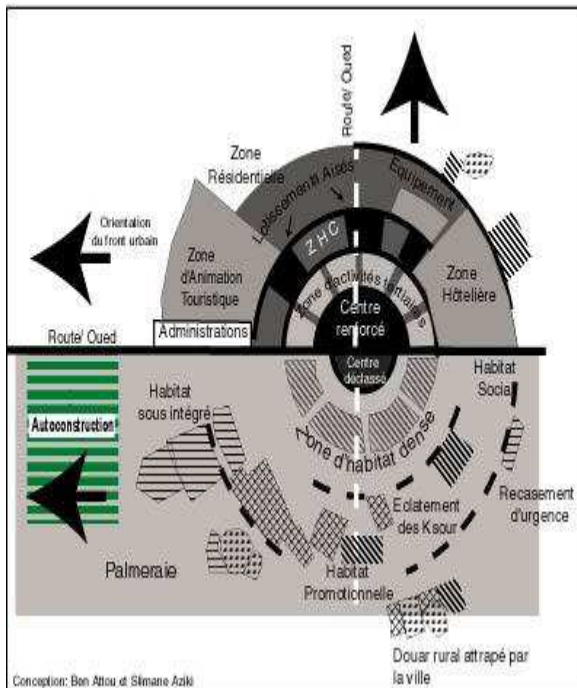 Route/ Oued
Zone
Résidentielle
Lotissements Aisés
Equipement
Z H C
Orientation
du front urbain
Zone
d'Animation
Touristique
Zone d'activités tertiaires
Zone
Hôtelière
Centre
renforcé
Route/ Oued
Administrations
Centre
déclassé
Habitat
Social
Habitat
sous intégré
Autoconstruction
Zone d'habitat dense
Eclatement
des Ksour
Recasement
d'urgence
Palmeraie
Habitat
Promotionnelle
Douar rural attrapé par
la ville
Conception: Ben Attou et Slimane Aziki